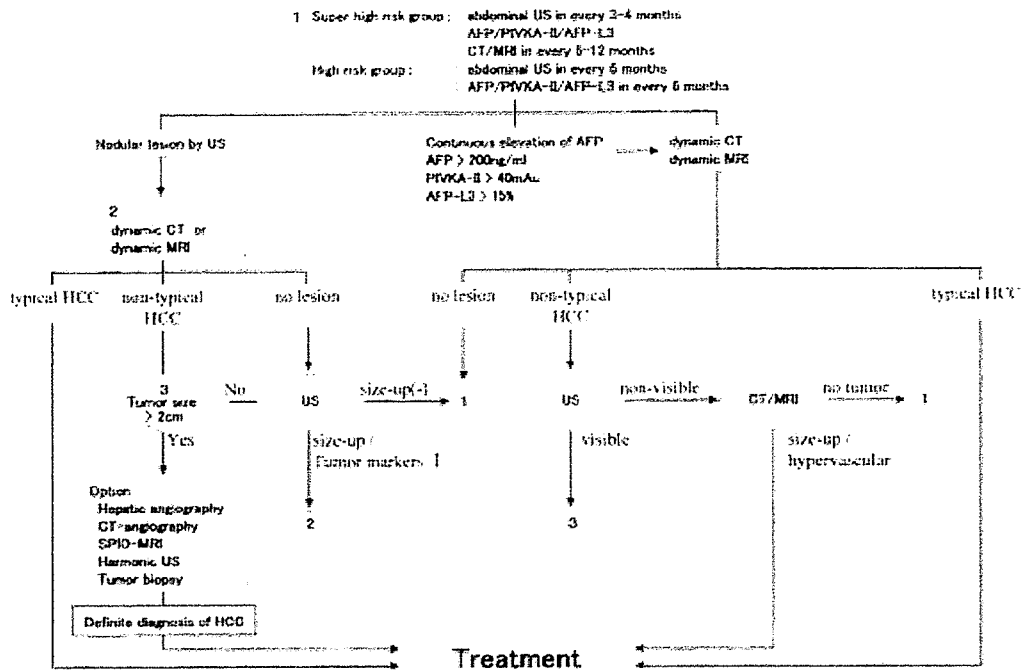 1 Super high risk group : abdominal US in every 3-4 months
AFP/PIVKA-II/AFP-L3
CT/MRI in every 6-12 months
High risk group : abdominal US in every 6 months
AFP/PIVKA-II/AFP-L3 in every 6 months
Nodular lesion by US
Continuous elevation of AFP
AFP > 200ng/ml
PIVKA-II > 40mAu
AFP-L3 > 15%
dynamic CT
dynamic MRI
2
dynamic CT or
dynamic MRI
typical HCC
non-typical
HCC
no lesion
no lesion
non-typical
HCC
typical HCC
3
Tumor size
> 2cm
No
US
size-up(-)
1
US
non-visible
CT/MRI
no tumor
1
Yes
size-up /
Tumor markers
visible
size-up /
hypervascular
2
3
Option
Hepatic angiography
CT-angiography
SPIO-MRI
Harmonic US
Tumor biopsy
Definite diagnosis of HCC
Treatment